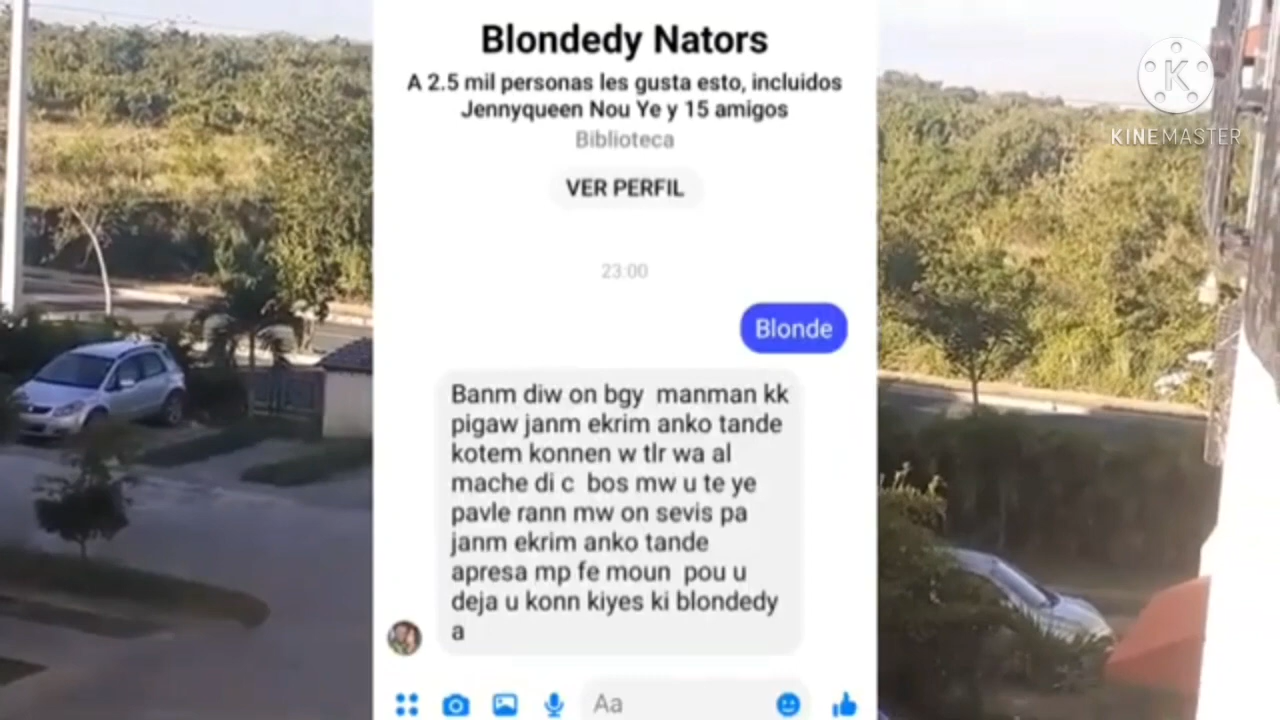 Blondedy Nators
A 2.5 mil personas les gusta esto, incluidos
Jennyqueen Nou Ye y 15 amigos
Biblioteca
VER PERFIL
23:00
Blonde
Banm diw on bgy manman kk
pigaw janm ekrim anko tande
kotem konnen w tlr wa al
mache di c bos mw u te ye
pavle rann mw on sevis pa
janm ekrim anko tande
apresa mp fe moun pou u
deja u konn kiyes ki blondedy
a
Aa
K
KINEMASTER